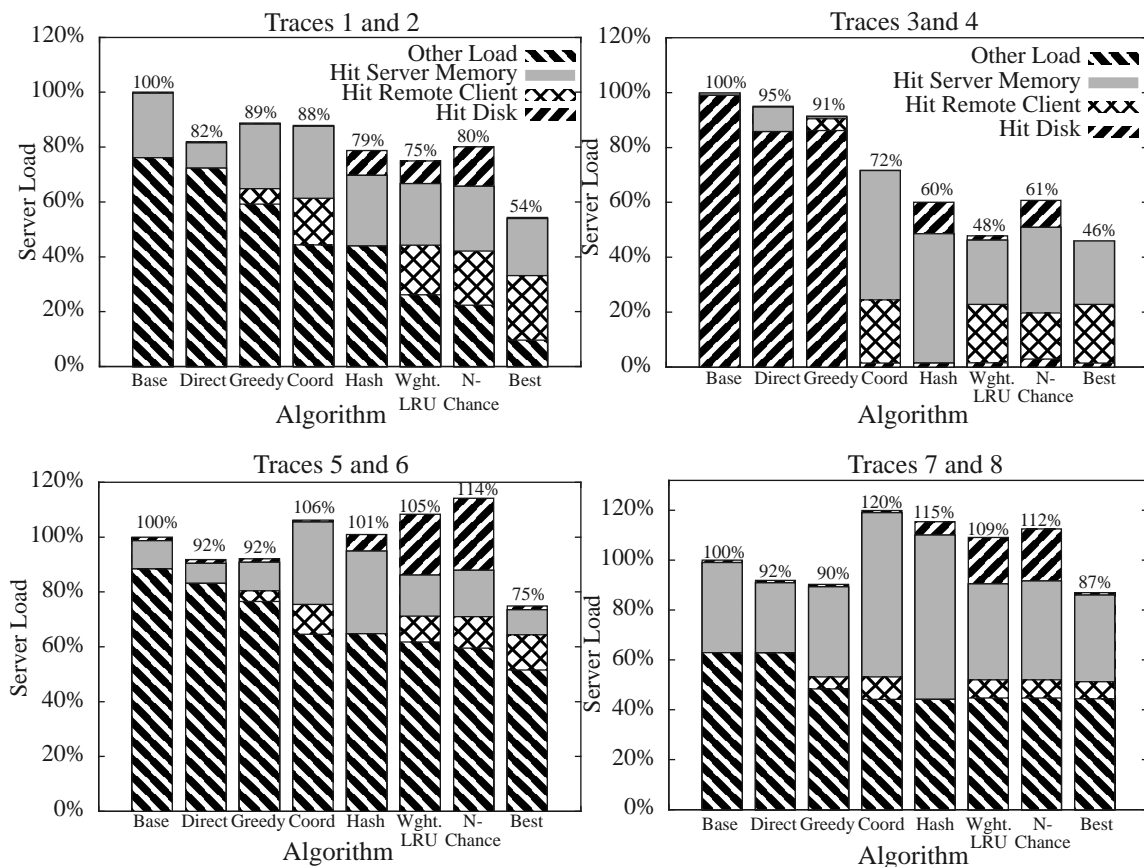 Traces 1 and 2
120%
100%
80%
60%
40%
20%
0%
Server Load
Other Load
Hit Server Memory
Hit Remote Client
Hit Disk
100%
82%
89%
88%
79%
75%
80%
54%
Base Direct Greedy Coord Hash Wght. LRU N-Chance Best
Algorithm
Traces 3and 4
120%
100%
80%
60%
40%
20%
0%
Server Load
Other Load
Hit Server Memory
Hit Remote Client
Hit Disk
100%
95%
91%
72%
60%
48%
61%
46%
Base Direct Greedy Coord Hash Wght. LRU N-Chance Best
Algorithm
Traces 5 and 6
120%
100%
80%
60%
40%
20%
0%
Server Load
100%
92%
92%
106%
101%
105%
114%
75%
Base Direct Greedy Coord Hash Wght. LRU N-Chance Best
Algorithm
Traces 7 and 8
120%
100%
80%
60%
40%
20%
0%
Server Load
100%
92%
90%
120%
115%
109%
112%
87%
Base Direct Greedy Coord Hash Wght. LRU N-Chance Best
Algorithm